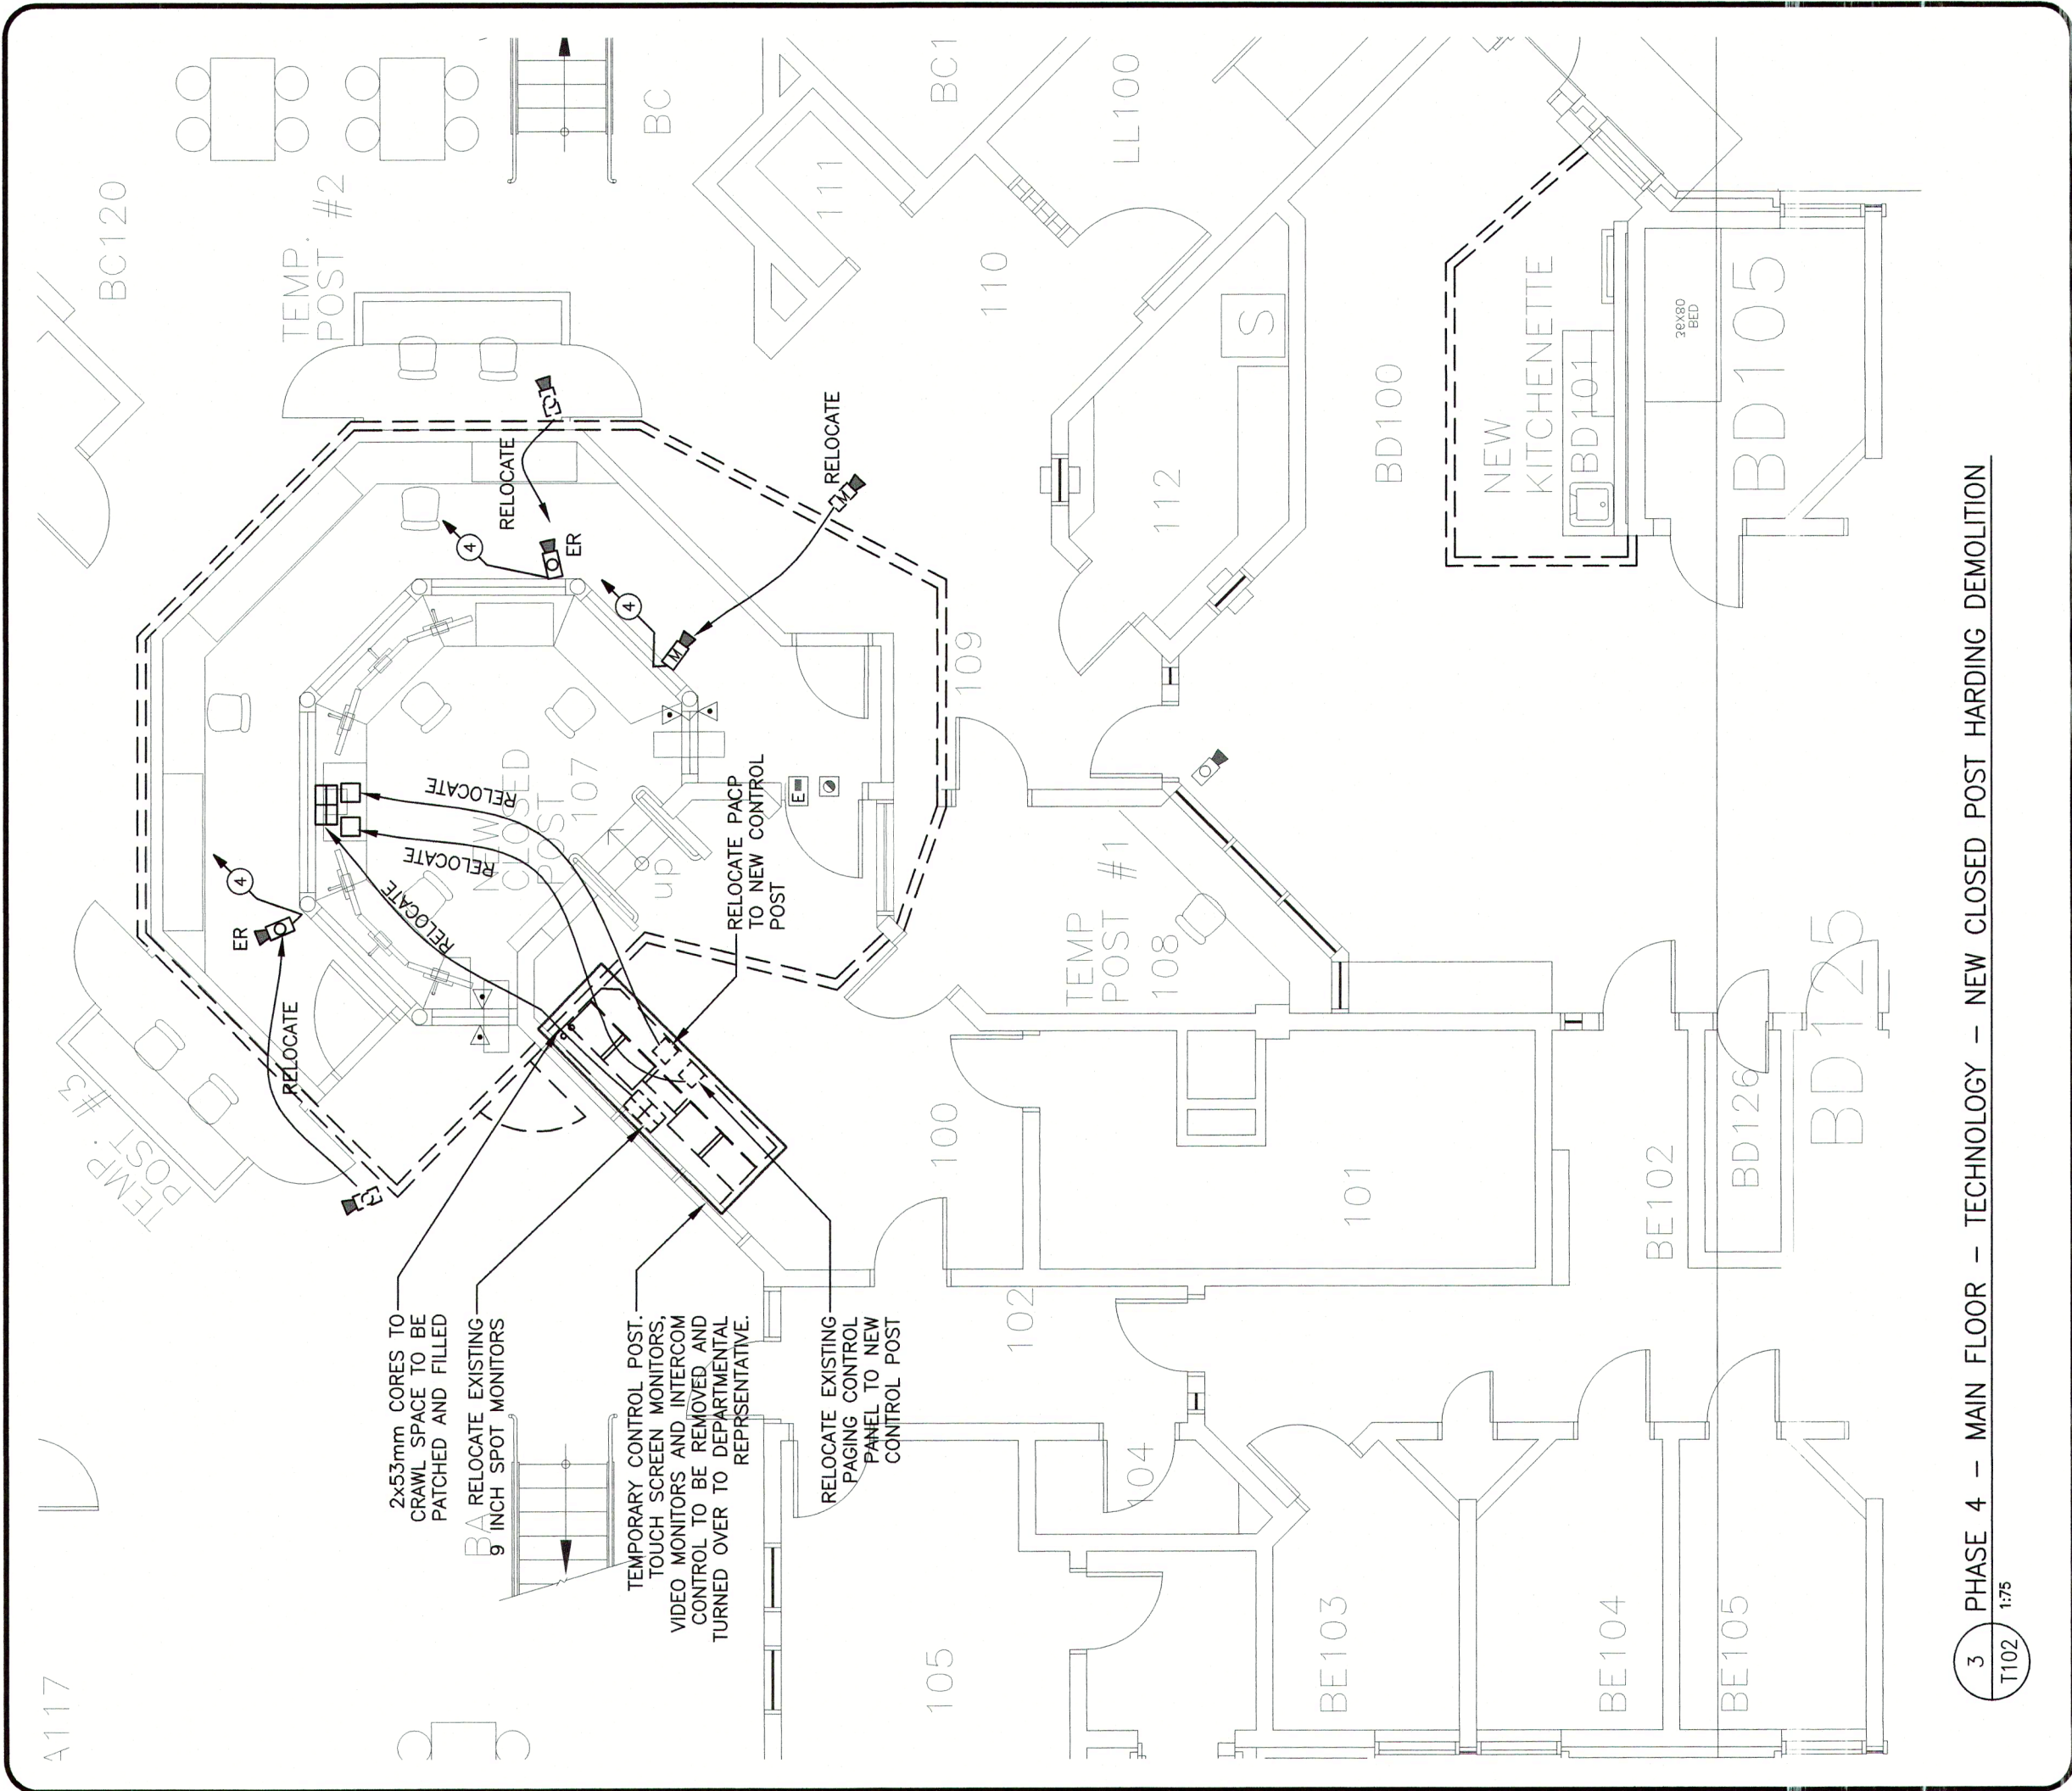 A117
BC120
BC
BC1
TEMP.
POST #2
111
LL100
110
RELOCATE
RELOCATE
4
ER
4
M
M
112
S
BD100
NEW
KITCHENETTE
BD101
36X80
BED
BD105
109
NEW
CLOSED
POST
107
RELOCATE
RELOCATE
RELOCATE
up
E
4
ER
RELOCATE
RELOCATE PACP
TO NEW CONTROL
POST
TEMP
POST #1
108
TEMP.
POST. #3
100
101
BE102
BD126
BD125
2x53mm CORES TO
CRAWL SPACE TO BE
PATCHED AND FILLED
BA
RELOCATE EXISTING
9 INCH SPOT MONITORS
TEMPORARY CONTROL POST.
TOUCH SCREEN MONITORS,
VIDEO MONITORS AND INTERCOM
CONTROL TO BE REMOVED AND
TURNED OVER TO DEPARTMENTAL
REPRSENTATIVE.
RELOCATE EXISTING
PAGING CONTROL
PANEL TO NEW
CONTROL POST
102
104
105
BE103
BE104
BE105
3
T102
PHASE 4 – MAIN FLOOR – TECHNOLOGY – NEW CLOSED POST HARDING DEMOLITION
1:75